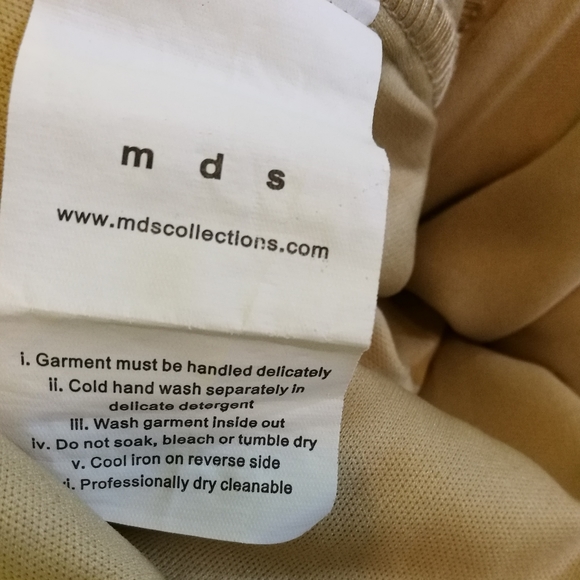 m d s
www.mdscollections.com
i. Garment must be handled delicately
ii. Cold hand wash separately in
delicate detergent
iii. Wash garment inside out
iv. Do not soak, bleach or tumble dry
v. Cool iron on reverse side
i. Professionally dry cleanable